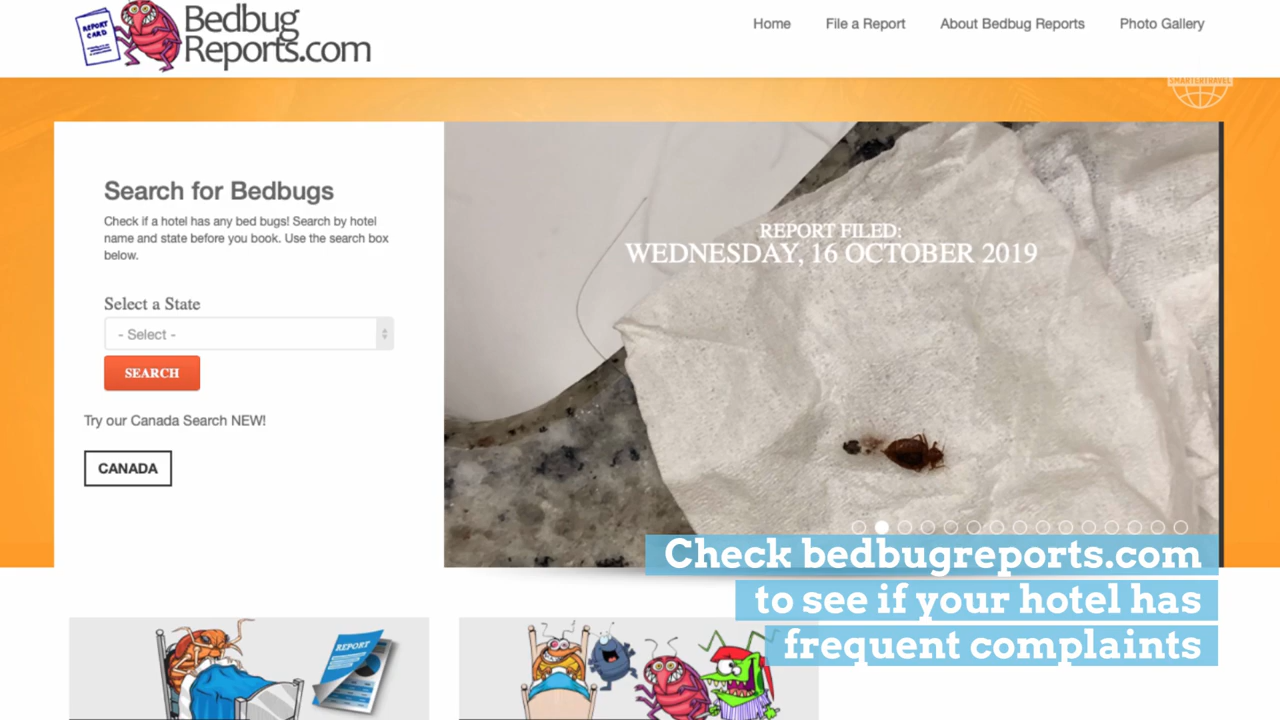 REPORT
CARD
Bedbug
Reports.com
Home
File a Report
About Bedbug Reports
Photo Gallery
SMARTERTRAVEL
Search for Bedbugs
Check if a hotel has any bed bugs! Search by hotel
name and state before you book. Use the search box
below.
Select a State
- Select -
SEARCH
Try our Canada Search NEW!
CANADA
REPORT FILED:
WEDNESDAY, 16 OCTOBER 2019
Check bedbugreports.com
to see if your hotel has
frequent complaints
REPORT